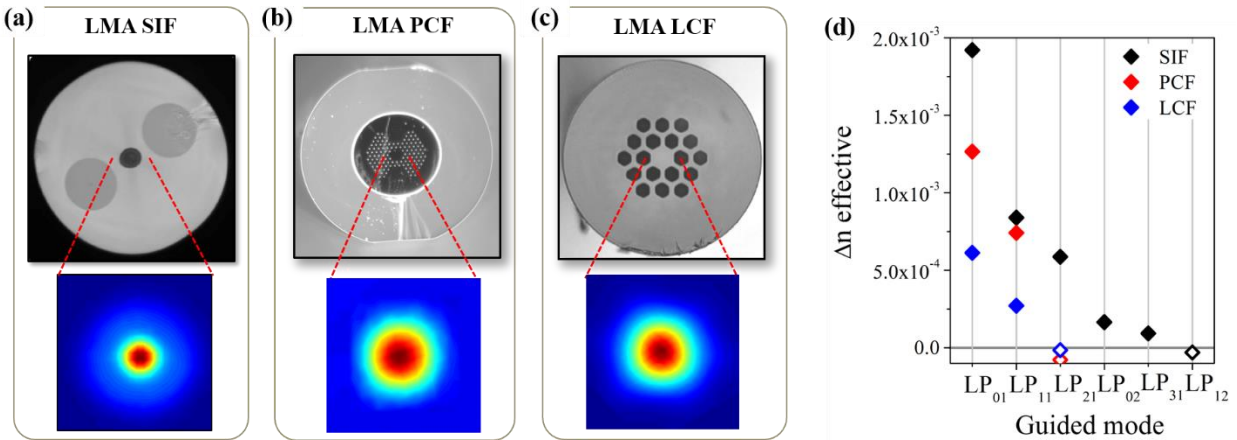 (a)
LMA SIF
(b)
LMA PCF
(c)
LMA LCF
(d)
2.0x10⁻³
1.5x10⁻³
1.0x10⁻³
5.0x10⁻⁴
0.0
Δn effective
SIF
PCF
LCF
LP₀₁ LP₁₁ LP₂₁ LP₀₂ LP₃₁ LP₁₂
Guided mode